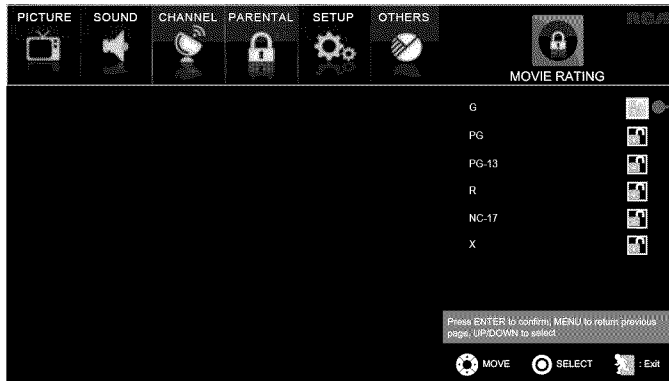 PICTURE SOUND CHANNEL PARENTAL SETUP OTHERS
RCA
MOVIE RATING
G
PG
PG-13
R
NC-17
X
Press ENTER to confirm, MENU to return previous
page, UP/DOWN to select
MOVE SELECT : Exit